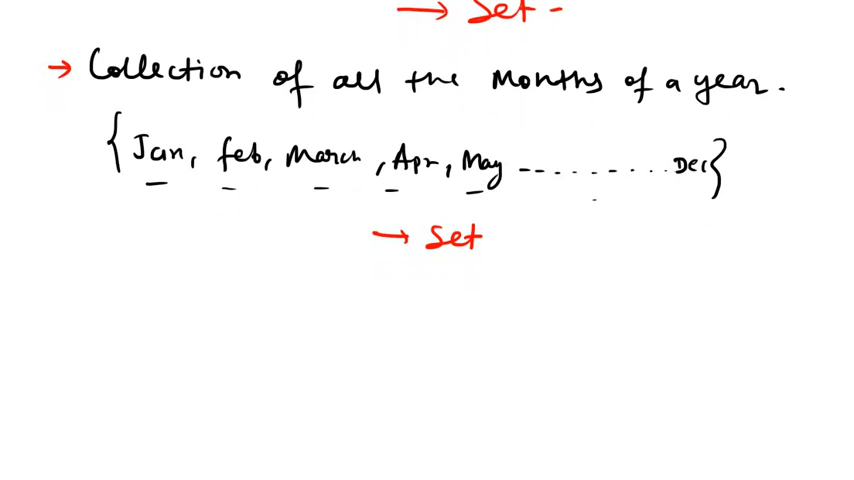 → Set -
→ Collection of all the Months of a year.
{Jan, feb, March, Apr, May ----......... Dec}
→ Set